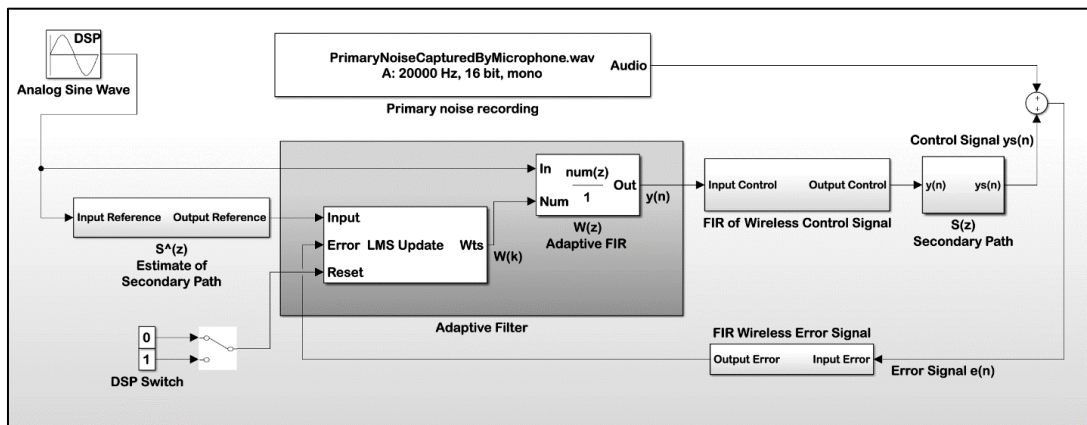 DSP
Analog Sine Wave
PrimaryNoiseCapturedByMicrophone.wav
A: 20000 Hz, 16 bit, mono
Audio
Primary noise recording
+
+
Control Signal ys(n)
In
Num
num(z)
1
Out
y(n)
W(z)
Adaptive FIR
Input Control
Output Control
FIR of Wireless Control Signal
y(n)
ys(n)
S(z)
Secondary Path
Input Reference
Output Reference
S^(z)
Estimate of
Secondary Path
Input
Error
Reset
LMS Update
Wts
W(k)
Adaptive Filter
0
1
DSP Switch
FIR Wireless Error Signal
Output Error
Input Error
Error Signal e(n)